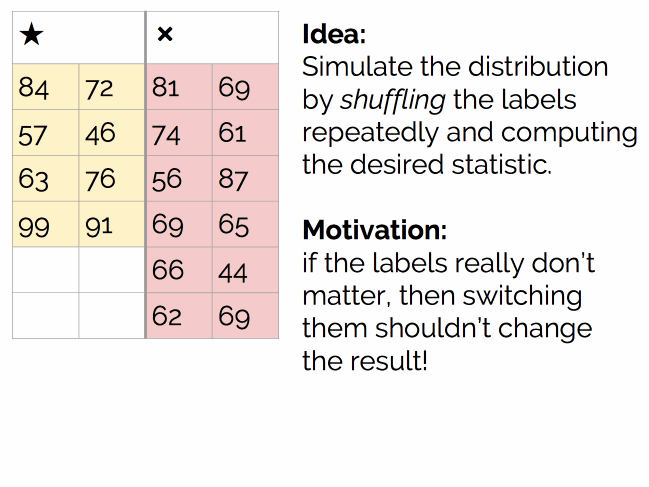 ★ ×
84 72 81 69
57 46 74 61
63 76 56 87
99 91 69 65
66 44
62 69
Idea:
Simulate the distribution
by shuffling the labels
repeatedly and computing
the desired statistic.
Motivation:
if the labels really don’t
matter, then switching
them shouldn’t change
the result!